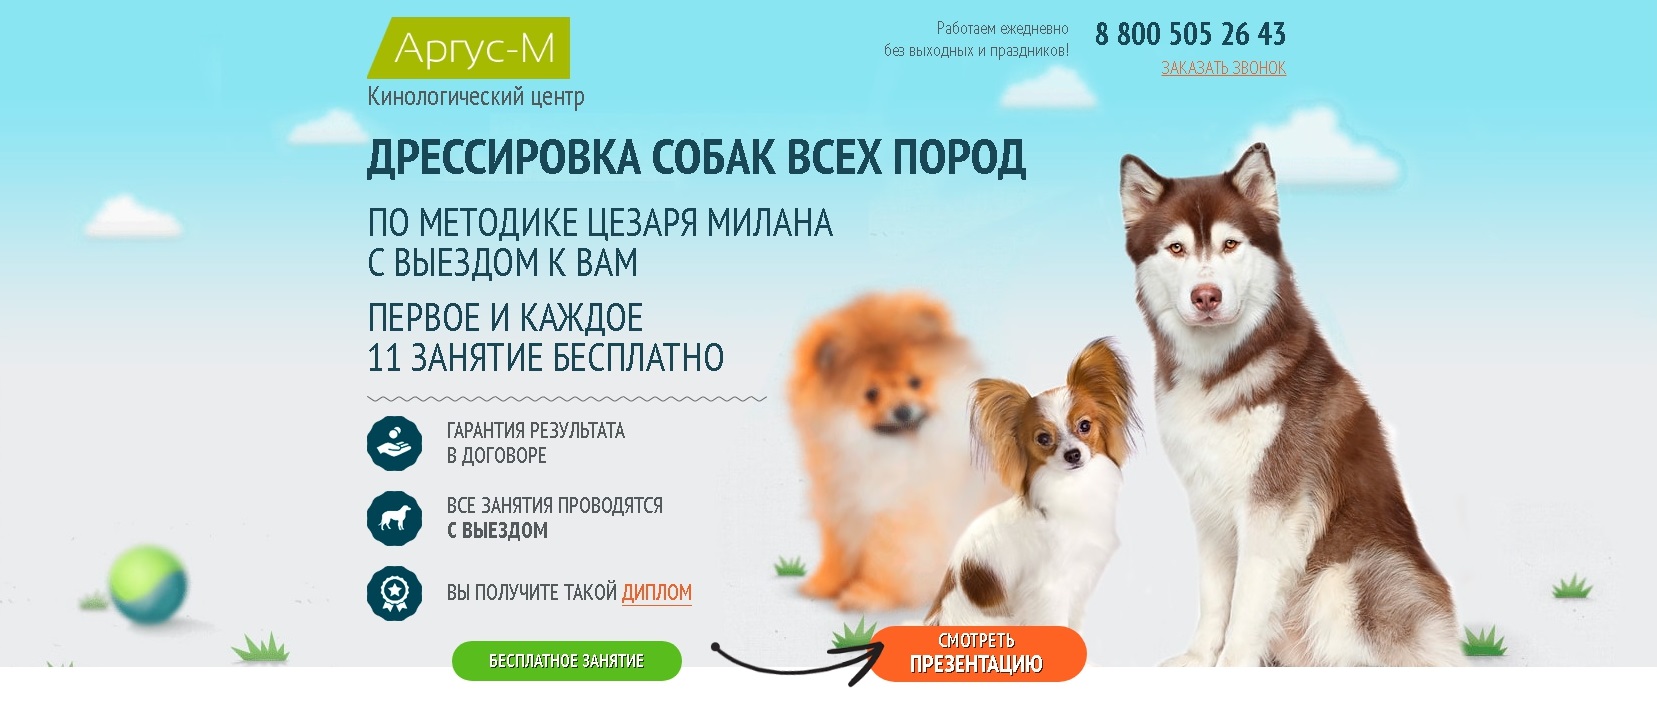 Аргус-М
Кинологический центр
Работаем ежедневно
без выходных и праздников!
8 800 505 26 43
ЗАКАЗАТЬ ЗВОНОК
ДРЕССИРОВКА СОБАК ВСЕХ ПОРОД
ПО МЕТОДИКЕ ЦЕЗАРЯ МИЛАНА
С ВЫЕЗДОМ К ВАМ
ПЕРВОЕ И КАЖДОЕ
11 ЗАНЯТИЕ БЕСПЛАТНО
ГАРАНТИЯ РЕЗУЛЬТАТА
В ДОГОВОРЕ
ВСЕ ЗАНЯТИЯ ПРОВОДЯТСЯ
С ВЫЕЗДОМ
ВЫ ПОЛУЧИТЕ ТАКОЙ ДИПЛОМ
БЕСПЛАТНОЕ ЗАНЯТИЕ
СМОТРЕТЬ
ПРЕЗЕНТАЦИЮ